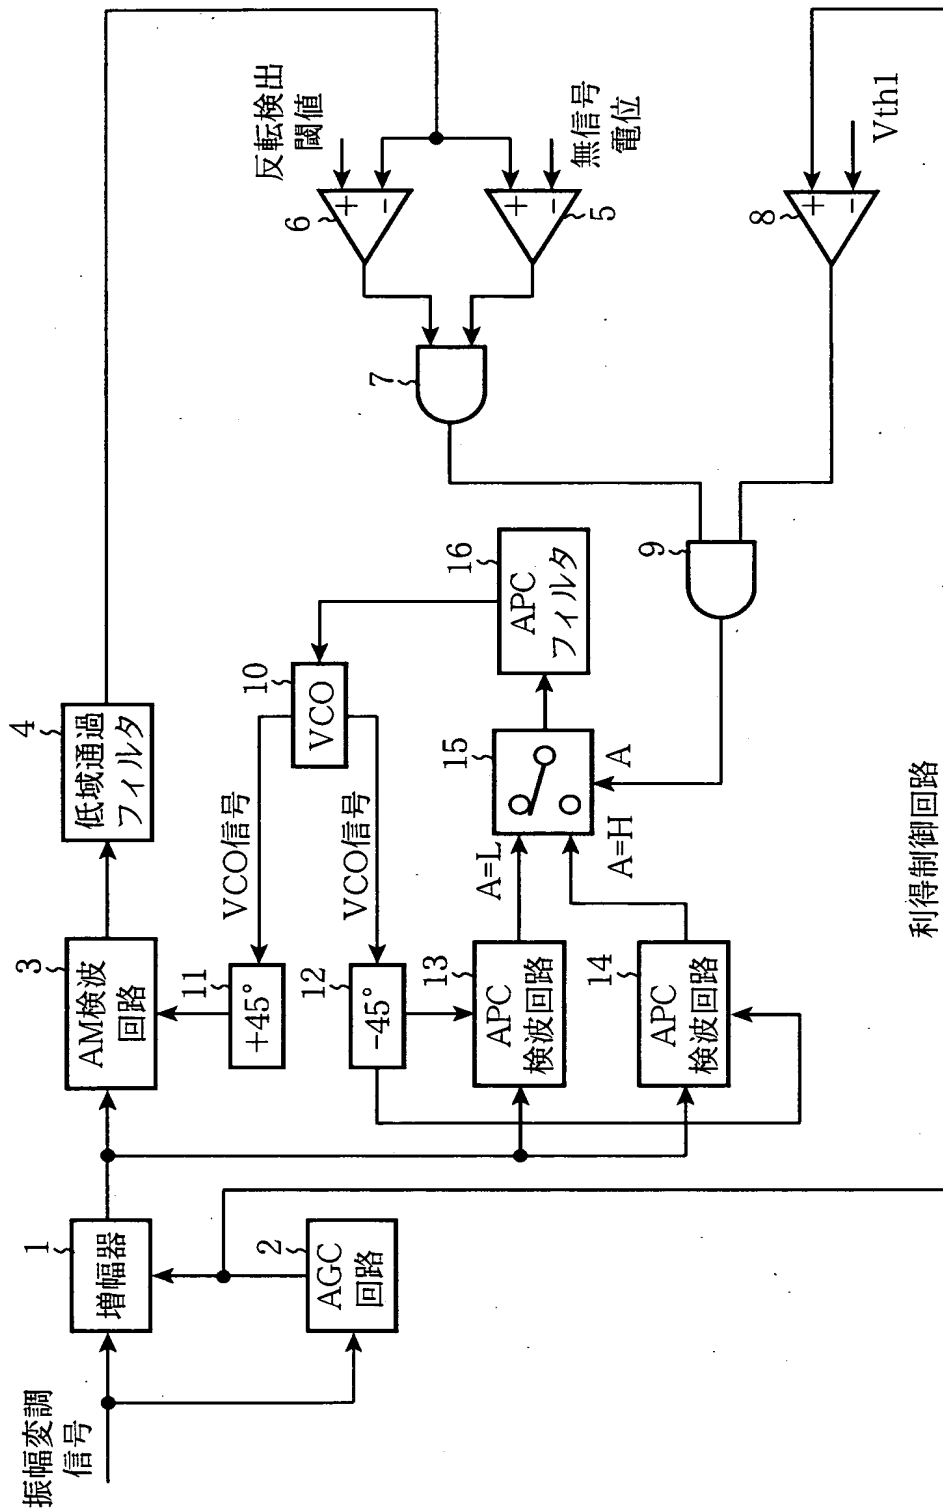 振幅変調
信号
1
増幅器
2
AGC
回路
3
AM検波
回路
4
低域通過
フィルタ
11
+45°
12
-45°
VCO信号
VCO信号
10
VCO
13
APC
検波回路
14
APC
検波回路
A=L
A=H
15
A
16
APC
フィルタ
反転検出
閾値
6
+
-
無信号
電位
5
+
-
7
9
8
+
-
Vth1
利得制御回路